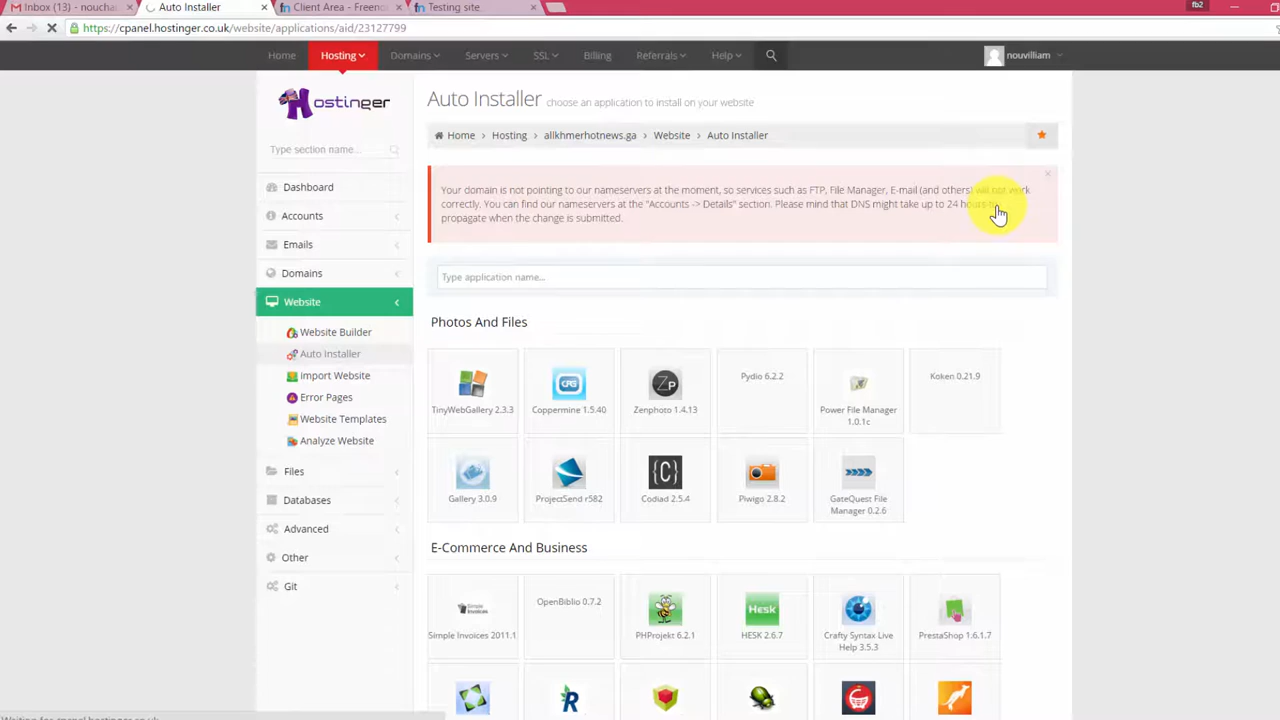 Inbox (13) - nouchan
Auto Installer
Client Area - Freeno
Testing site
fb2
https://cpanel.hostinger.co.uk/website/applications/aid/23127799
Home
Hosting
Domains
Servers
SSL
Billing
Referrals
Help
nouvilliam
Hostinger
Auto Installer choose an application to install on your website
Type section name...
Home › Hosting › allkhmerhotnews.ga › Website › Auto Installer
Your domain is not pointing to our nameservers at the moment, so services such as FTP, File Manager, E-mail (and others) will not work
correctly. You can find our nameservers at the "Accounts -> Details" section. Please mind that DNS might take up to 24 hours to
propagate when the change is submitted.
Dashboard
Accounts
Emails
Domains
Website
Website Builder
Auto Installer
Import Website
Error Pages
Website Templates
Analyze Website
Files
Databases
Advanced
Other
Git
Type application name...
Photos And Files
TinyWebGallery 2.3.3
Coppermine 1.5.40
Zenphoto 1.4.13
Pydio 6.2.2
Power File Manager
1.0.1c
Koken 0.21.9
Gallery 3.0.9
ProjectSend r582
Codiad 2.5.4
Piwigo 2.8.2
GateQuest File
Manager 0.2.6
E-Commerce And Business
Simple Invoices 2011.1
OpenBiblio 0.7.2
PHProjekt 6.2.1
HESK 2.6.7
Crafty Syntax Live
Help 3.5.3
PrestaShop 1.6.1.7